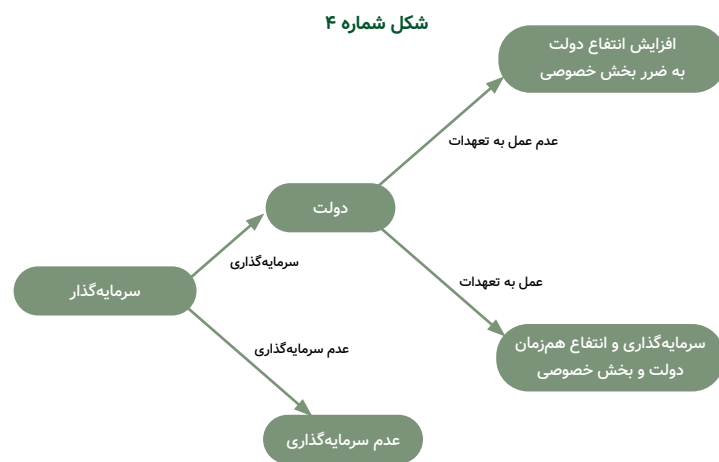 شکل شماره ۴
افزایش انتفاع دولت
به ضرر بخش خصوصی
عدم عمل به تعهدات
دولت
سرمایه‌گذاری
عمل به تعهدات
سرمایه‌گذار
سرمایه‌گذاری و انتفاع هم‌زمان
دولت و بخش خصوصی
عدم سرمایه‌گذاری
عدم سرمایه‌گذاری